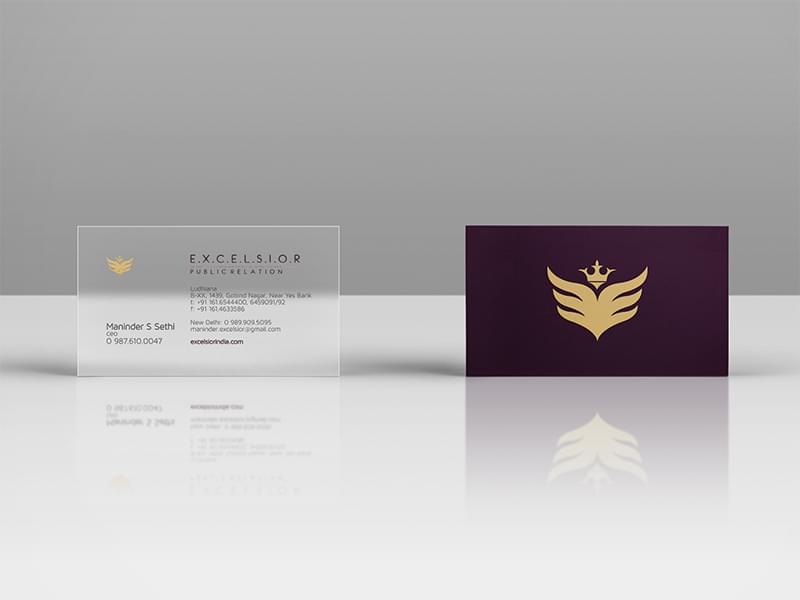 E.X.C.E.L.S.I.O.R
PUBLIC RELATION
Ludhiana
B-XX, 1439, Gobind Nagar, Near Yes Bank
t: +91 161.6544400, 6459091/92
f: +91 161.4633586
New Delhi: 0 989.909.5095
maninder.excelsior@gmail.com
excelsiorindia.com
Maninder S Sethi
CEO
0 987.610.0047